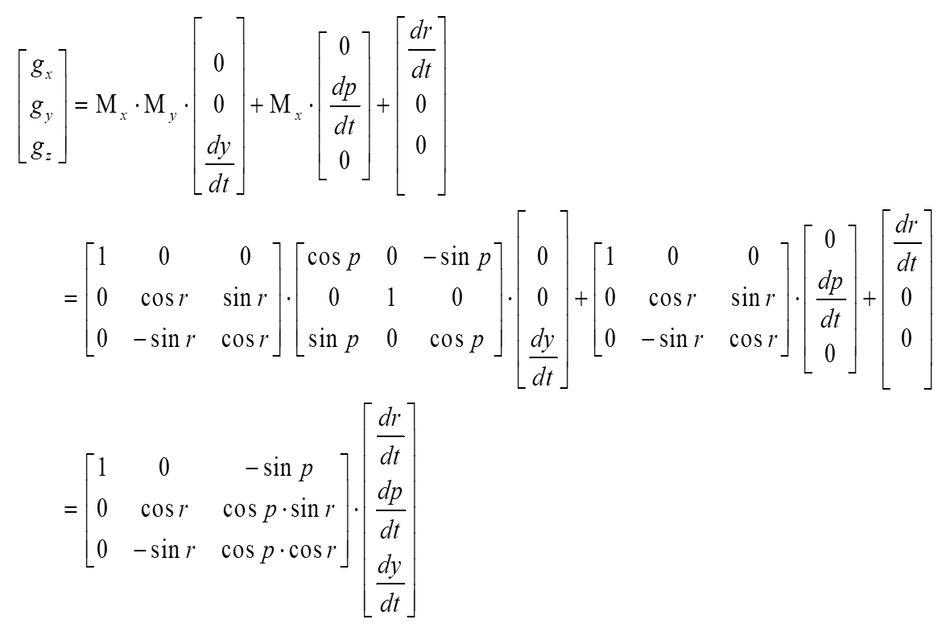 \begin{bmatrix} g_x \\ g_y \\ g_z \end{bmatrix} = M_x \cdot M_y \cdot \begin{bmatrix} 0 \\ 0 \\ \frac{dy}{dt} \end{bmatrix} + M_x \cdot \begin{bmatrix} 0 \\ \frac{dp}{dt} \\ 0 \end{bmatrix} + \begin{bmatrix} \frac{dr}{dt} \\ 0 \\ 0 \end{bmatrix}
= \begin{bmatrix} 1 & 0 & 0 \\ 0 & \cos r & \sin r \\ 0 & -\sin r & \cos r \end{bmatrix} \cdot \begin{bmatrix} \cos p & 0 & -\sin p \\ 0 & 1 & 0 \\ \sin p & 0 & \cos p \end{bmatrix} \cdot \begin{bmatrix} 0 \\ 0 \\ \frac{dy}{dt} \end{bmatrix} + \begin{bmatrix} 1 & 0 & 0 \\ 0 & \cos r & \sin r \\ 0 & -\sin r & \cos r \end{bmatrix} \cdot \begin{bmatrix} 0 \\ \frac{dp}{dt} \\ 0 \end{bmatrix} + \begin{bmatrix} \frac{dr}{dt} \\ 0 \\ 0 \end{bmatrix}
= \begin{bmatrix} 1 & 0 & -\sin p \\ 0 & \cos r & \cos p \cdot \sin r \\ 0 & -\sin r & \cos p \cdot \cos r \end{bmatrix} \cdot \begin{bmatrix} \frac{dr}{dt} \\ \frac{dp}{dt} \\ \frac{dy}{dt} \end{bmatrix}